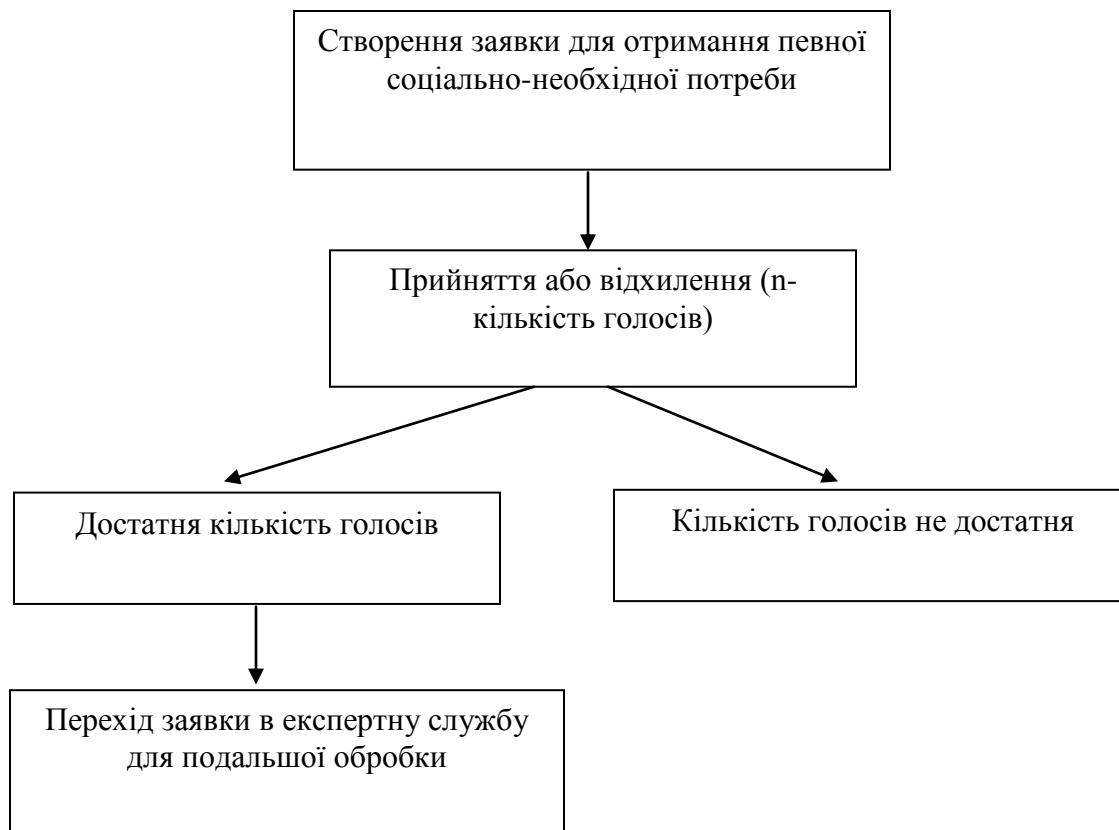 Створення заявки для отримання певної
соціально-необхідної потреби
Прийняття або відхилення (n-
кількість голосів)
Достатня кількість голосів
Кількість голосів не достатня
Перехід заявки в експертну службу
для подальшої обробки